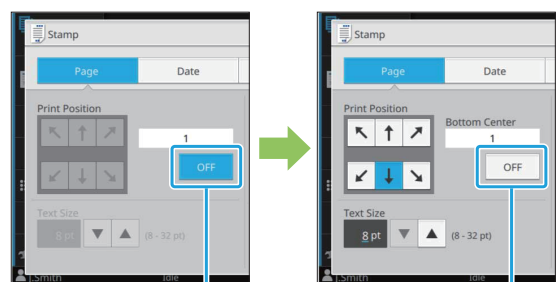 Stamp
Page Date
Print Position
1
OFF
Text Size
8 pt (8 - 32 pt)
J.Smith Idle
Stamp
Page Date
Print Position
Bottom Center
1
OFF
Text Size
8 pt (8 - 32 pt)
J.Smith Idle